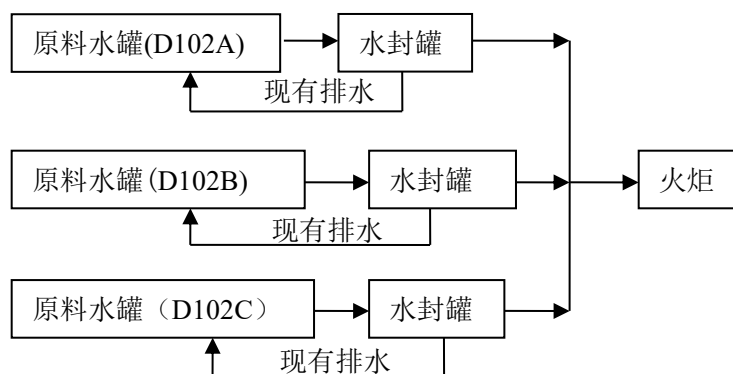 原料水罐(D102A)
水封罐
现有排水
原料水罐(D102B)
水封罐
火炬
现有排水
原料水罐（D102C）
水封罐
现有排水